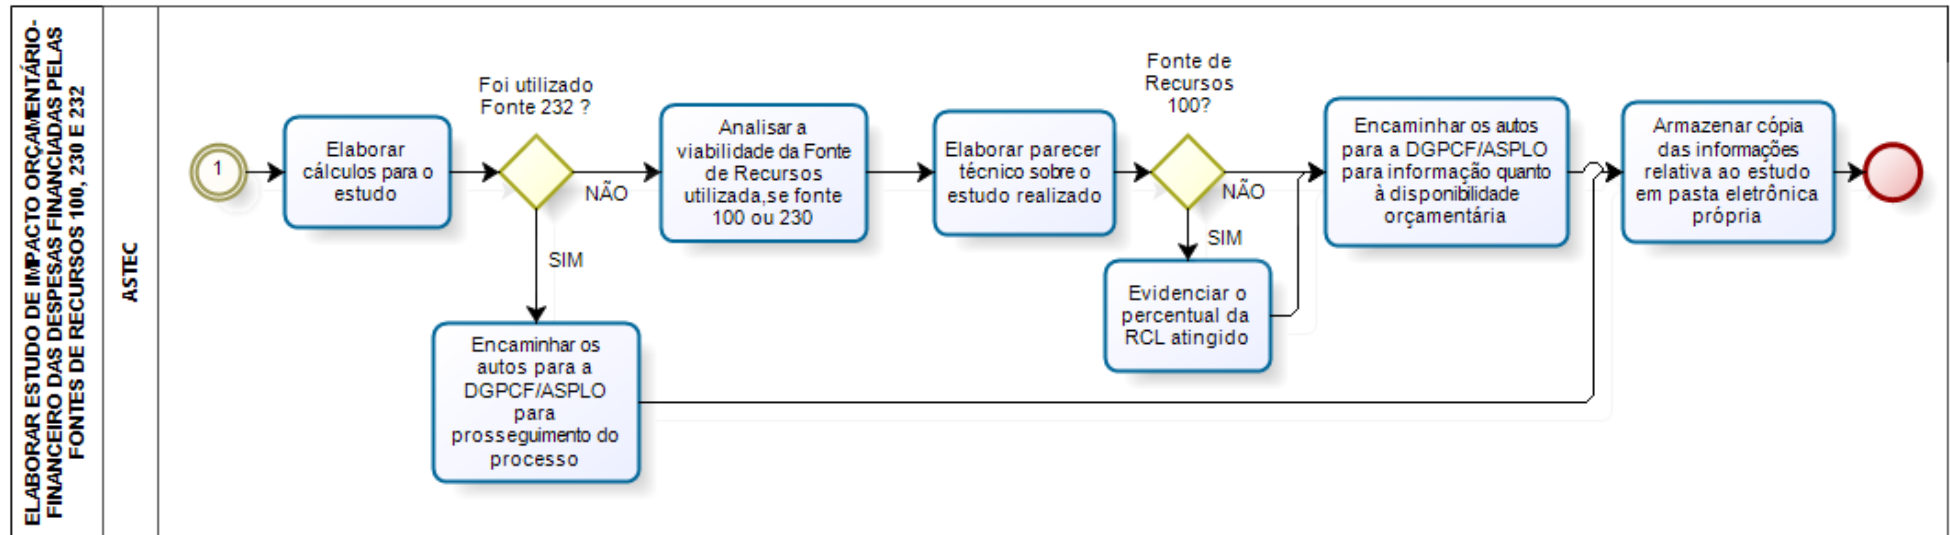 ELABORAR ESTUDO DE IMPACTO ORÇAMENTÁRIO-
FINANCEIRO DAS DESPESAS FINANCIADAS PELAS
FONTES DE RECURSOS 100, 230 E 232
ASTEC
1
Elaborar
cálculos para o
estudo
Foi utilizado
Fonte 232 ?
NÃO
SIM
Encaminhar os
autos para a
DGPCF/ASPLO
para
prosseguimento do
processo
Analisar a
viabilidade da Fonte
de Recursos
utilizada,se fonte
100 ou 230
Elaborar parecer
técnico sobre o
estudo realizado
Fonte de
Recursos
100?
NÃO
SIM
Evidenciar o
percentual da
RCL atingido
Encaminhar os autos
para a DGPCF/ASPLO
para informação quanto
à disponibilidade
orçamentária
Armazenar cópia
das informações
relativa ao estudo
em pasta eletrônica
própria